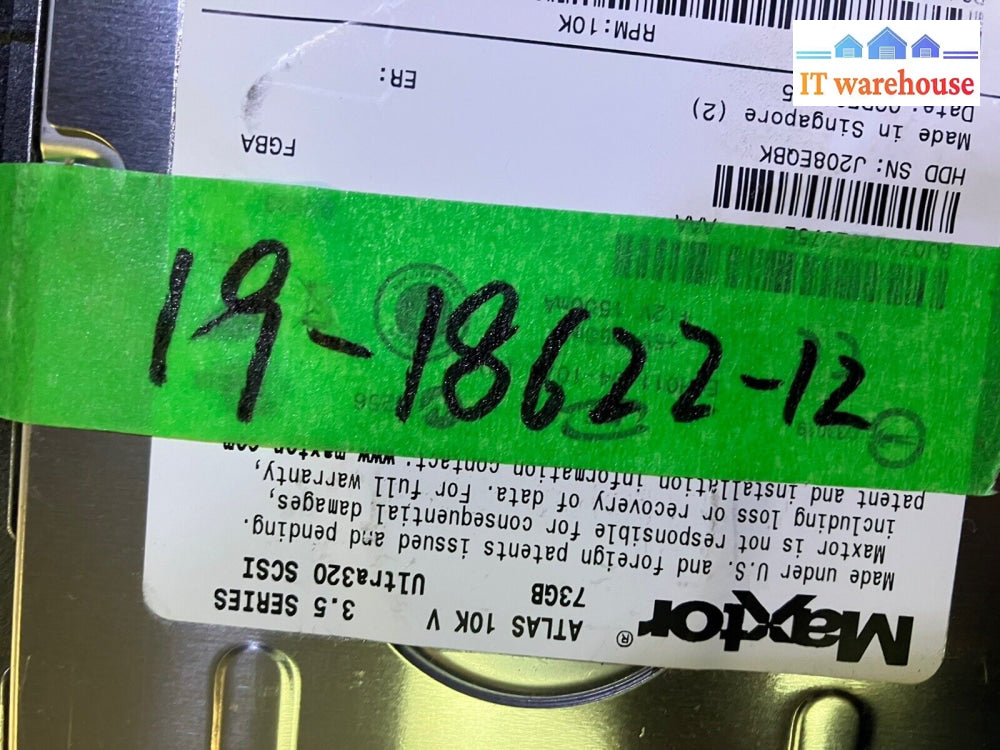 IT warehouse
19-18622-12
Maxtor®
ATLAS 10K V 3.5 SERIES
73GB Ultra320 SCSI
Made under U.S. and foreign patents issued and pending.
Maxtor is not responsible for consequential damages,
including loss or recovery of data. For full warranty,
patent and installation information contact: www.maxtor.com
HDD SN: J208EQBK
FGBA
Made in Singapore (2)
ER:
RPM:10K